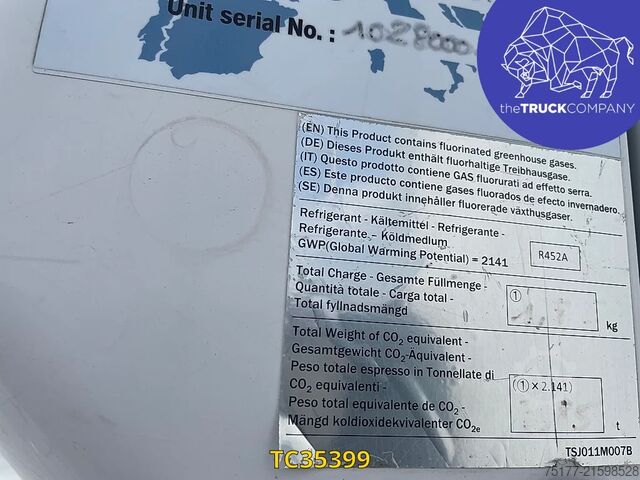 Unit serial No. : 1028000
theTRUCKCOMPANY
(EN) This Product contains fluorinated greenhouse gases.
(DE) Dieses Produkt enthält fluorhaltige Treibhausgase.
(IT) Questo prodotto contiene GAS fluorurati ad effetto serra.
(ES) Este producto contiene gases fluorados de efecto invernadero.
(SE) Denna produkt innehåller fluorerade växthusgaser.
Refrigerant - Kältemittel - Refrigerante -
Refrigerante – Köldmedium
GWP(Global Warming Potential) = 2141
R452A
Total Charge - Gesamte Füllmenge -
Quantità totale - Carga total -
Total fyllnadsmängd
①
kg
Total Weight of CO2 equivalent -
Gesamtgewicht CO2-Äquivalent -
Peso totale espresso in Tonnellate di
CO2 equivalenti -
Peso total equivalente de CO2 -
Mängd koldioxidekvivalenter CO2e
(① × 2.141)
t
TSJ011M007B
TC35399
75177-21598528